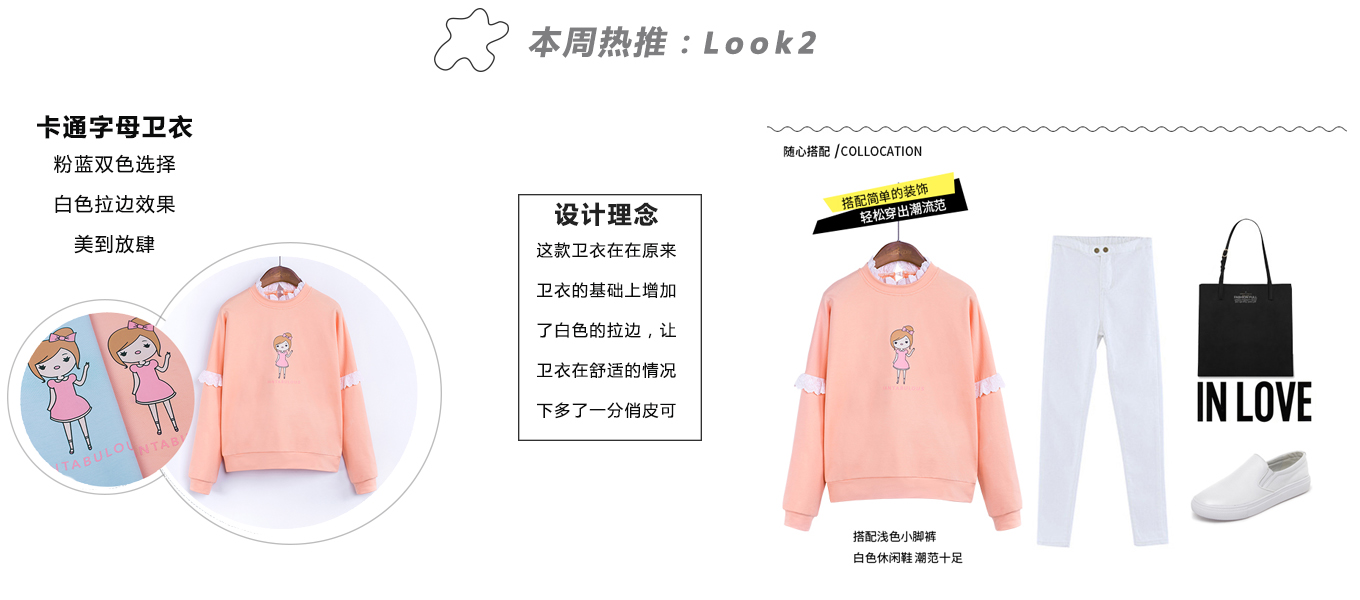 本周热推：Look2
卡通字母卫衣
粉蓝双色选择
白色拉边效果
美到放肆
设计理念
这款卫衣在在原来
卫衣的基础上增加
了白色的拉边，让
卫衣在舒适的情况
下多了一分俏皮可
随心搭配 /COLLOCATION
搭配简单的装饰
轻松穿出潮流范
IN LOVE
搭配浅色小脚裤
白色休闲鞋 潮范十足